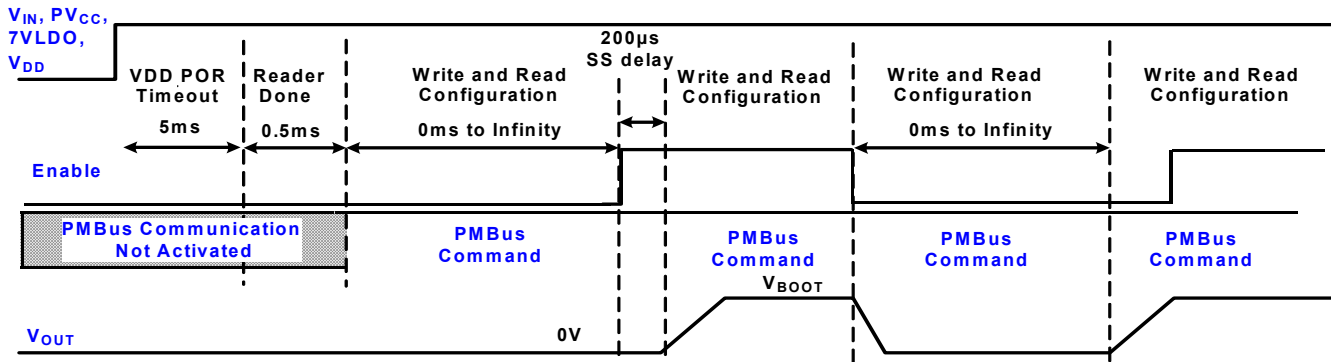 VIN, PVCC,
7VLDO,
VDD
VDD POR
Timeout
5ms
Reader
Done
0.5ms
Write and Read
Configuration
0ms to Infinity
200µs
SS delay
Write and Read
Configuration
Write and Read
Configuration
0ms to Infinity
Write and Read
Configuration
Enable
PMBus Communication
Not Activated
PMBus
Command
PMBus
Command
PMBus
Command
PMBus
Command
VBOOT
VOUT
0V